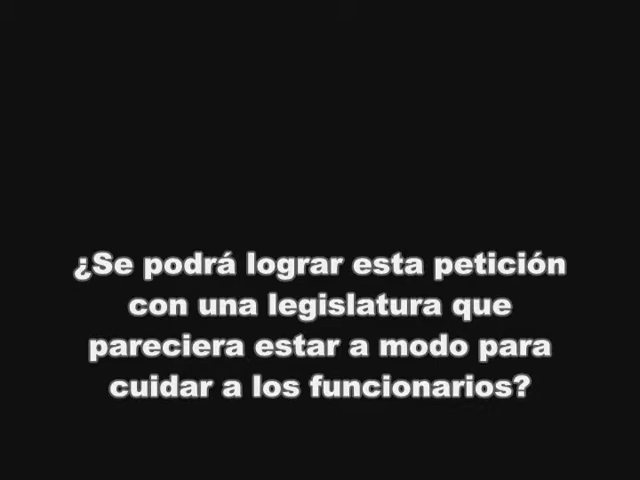 ¿Se podrá lograr esta petición
con una legislatura que
pareciera estar a modo para
cuidar a los funcionarios?